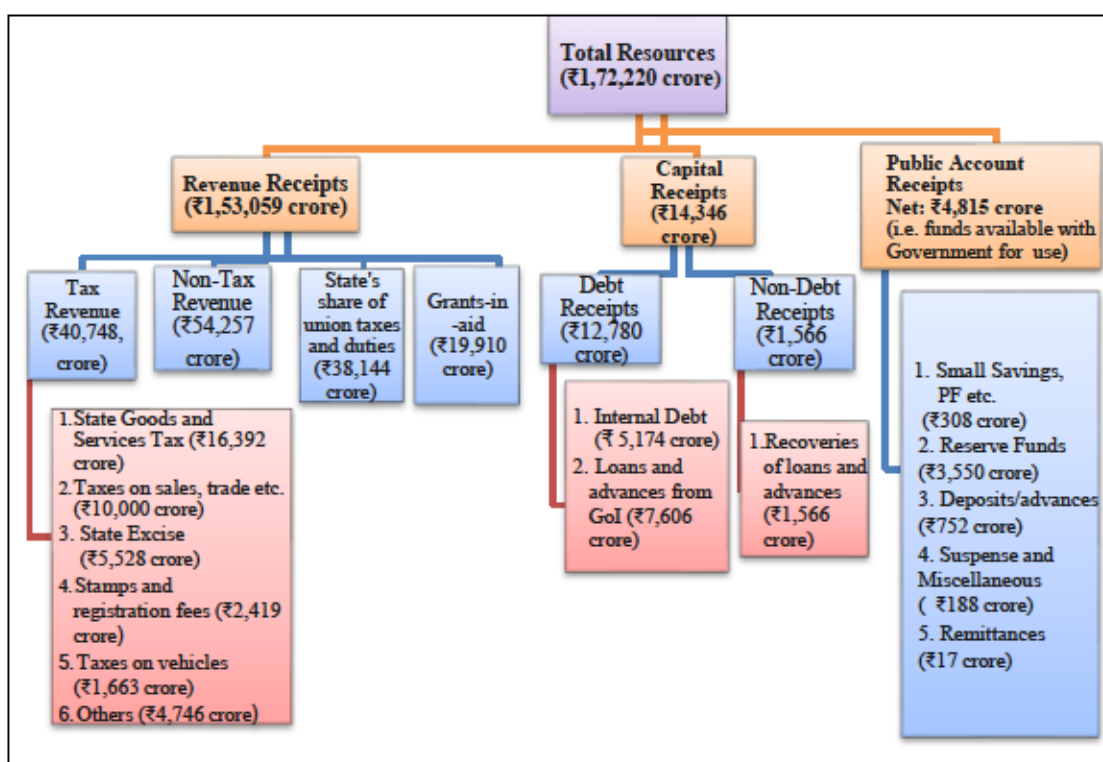 Total Resources
(₹1,72,220 crore)
Revenue Receipts
(₹1,53,059 crore)
Capital
Receipts
(₹14,346
crore)
Public Account
Receipts
Net: ₹4,815 crore
(i.e. funds available with
Government for use)
Tax
Revenue
(₹40,748,
crore)
Non-Tax
Revenue
(₹54,257
crore)
State's
share of
union taxes
and duties
(₹38,144
crore)
Grants-in
-aid
(₹19,910
crore)
Debt
Receipts
(₹12,780
crore)
Non-Debt
Receipts
(₹1,566
crore)
1.State Goods and
Services Tax (₹16,392
crore)
2.Taxes on sales, trade etc.
(₹10,000 crore)
3. State Excise
(₹5,528 crore)
4.Stamps and
registration fees (₹2,419
crore)
5.Taxes on vehicles
(₹1,663 crore)
6.Others (₹4,746 crore)
1. Internal Debt
(₹ 5,174 crore)
2. Loans and
advances from
GoI (₹7,606
crore)
1.Recoveries
of loans and
advances
(₹1,566
crore)
1. Small Savings,
PF etc.
(₹308 crore)
2. Reserve Funds
(₹3,550 crore)
3. Deposits/advances
(₹752 crore)
4. Suspense and
Miscellaneous
( ₹188 crore)
5. Remittances
(₹17 crore)